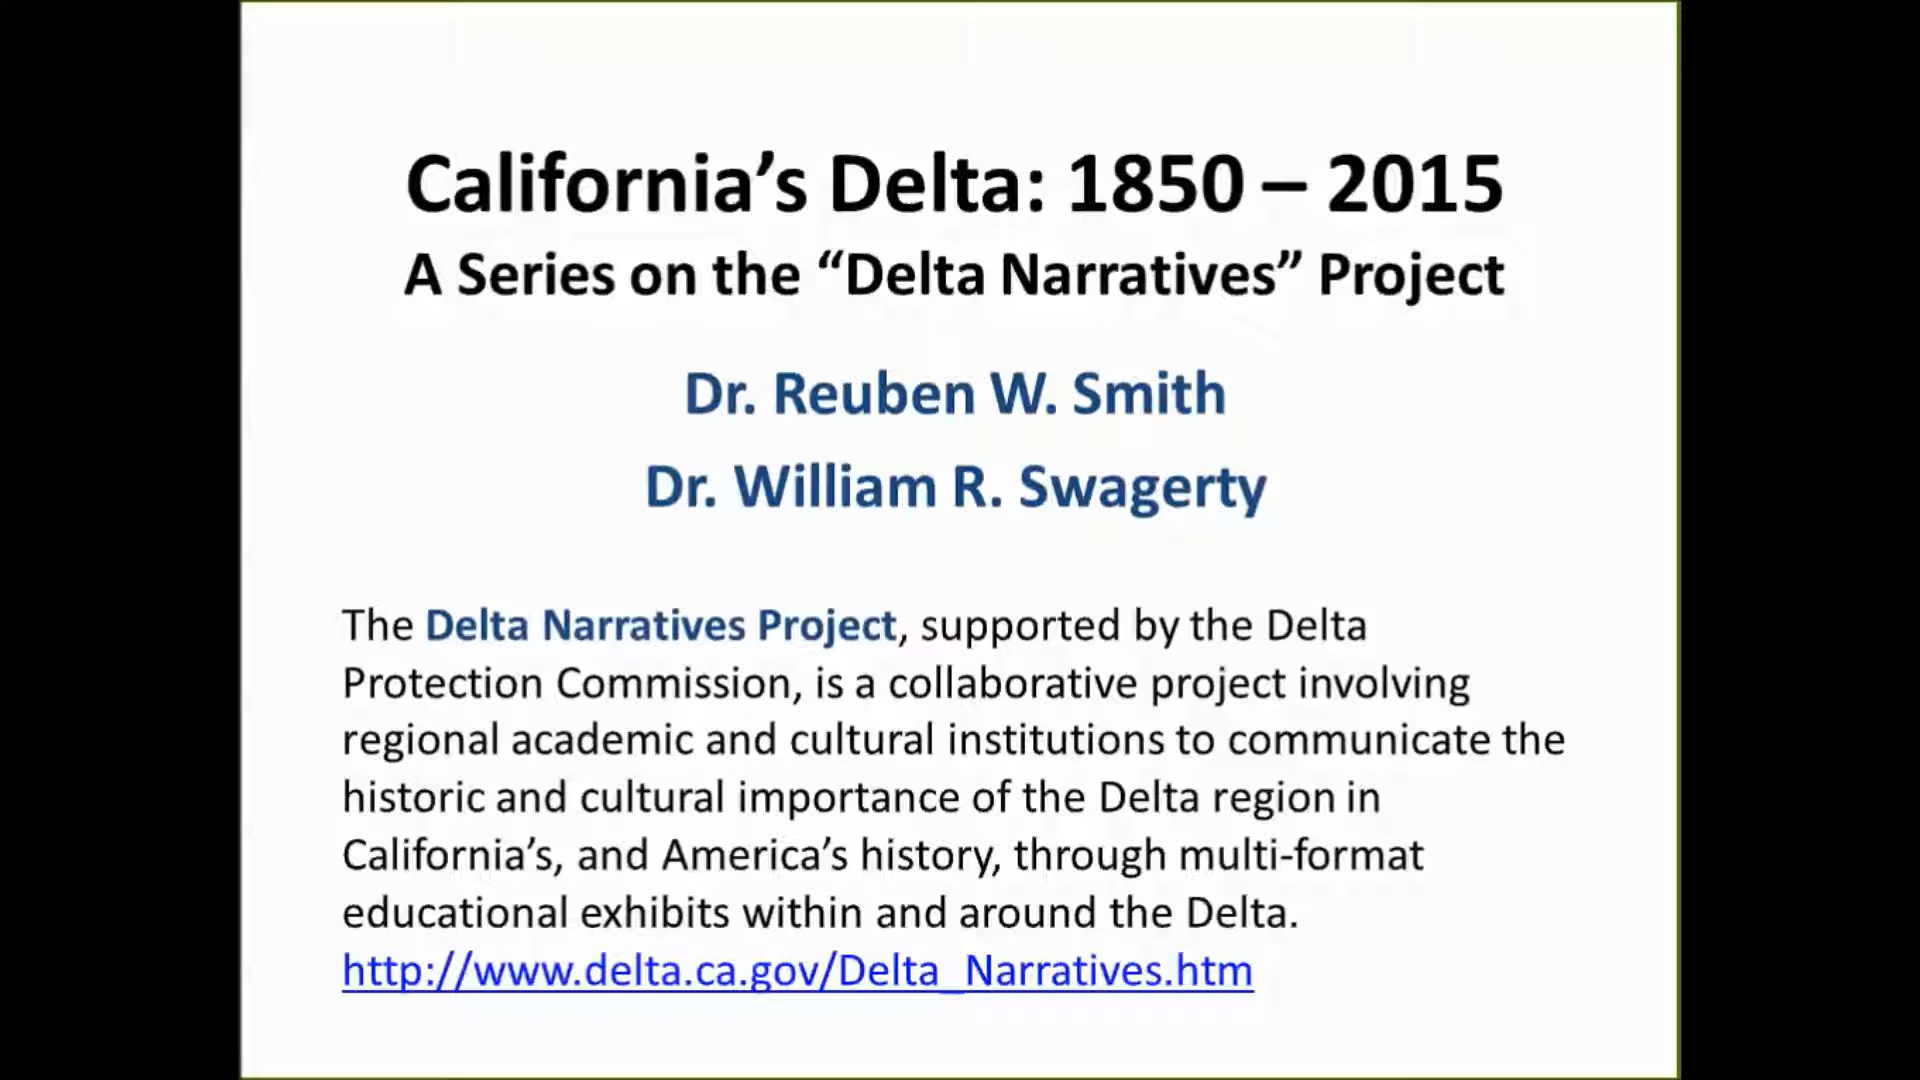 California’s Delta: 1850 – 2015
A Series on the “Delta Narratives” Project
Dr. Reuben W. Smith
Dr. William R. Swagerty
The Delta Narratives Project, supported by the Delta
Protection Commission, is a collaborative project involving
regional academic and cultural institutions to communicate the
historic and cultural importance of the Delta region in
California’s, and America’s history, through multi-format
educational exhibits within and around the Delta.
http://www.delta.ca.gov/Delta_Narratives.htm